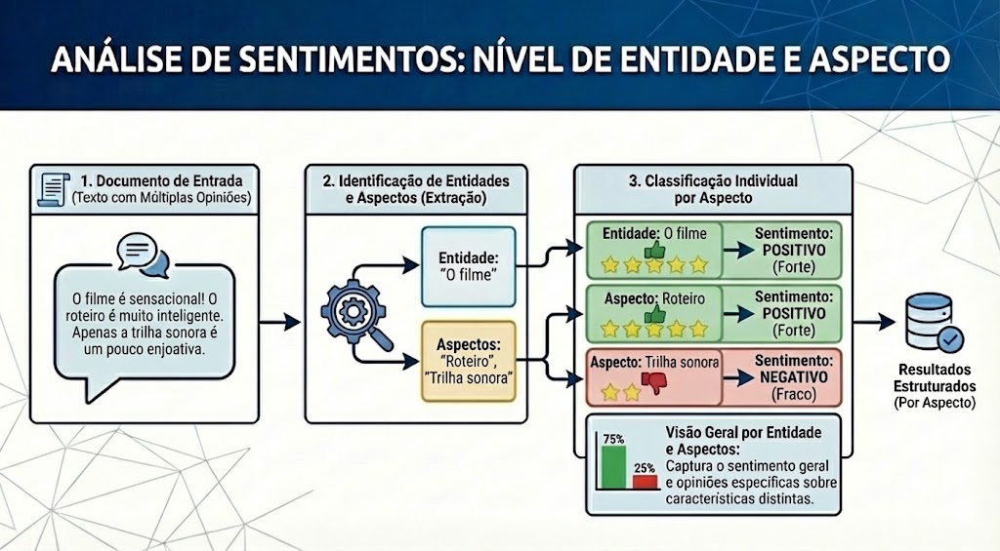 ANÁLISE DE SENTIMENTOS: NÍVEL DE ENTIDADE E ASPECTO
1. Documento de Entrada
(Texto com Múltiplas Opiniões)
O filme é sensacional! O
roteiro é muito inteligente.
Apenas a trilha sonora é
um pouco enjoativa.
2. Identificação de Entidades
e Aspectos (Extração)
Entidade:
"O filme"
Aspectos:
"Roteiro",
"Trilha sonora"
3. Classificação Individual
por Aspecto
Entidade: O filme
Sentimento:
POSITIVO
(Forte)
Aspecto: Roteiro
Sentimento:
POSITIVO
(Forte)
Aspecto: Trilha sonora
Sentimento:
NEGATIVO
(Fraco)
75%
25%
Visão Geral por Entidade
e Aspectos:
Captura o sentimento geral
e opiniões específicas sobre
características distintas.
Resultados
Estruturados
(Por Aspecto)